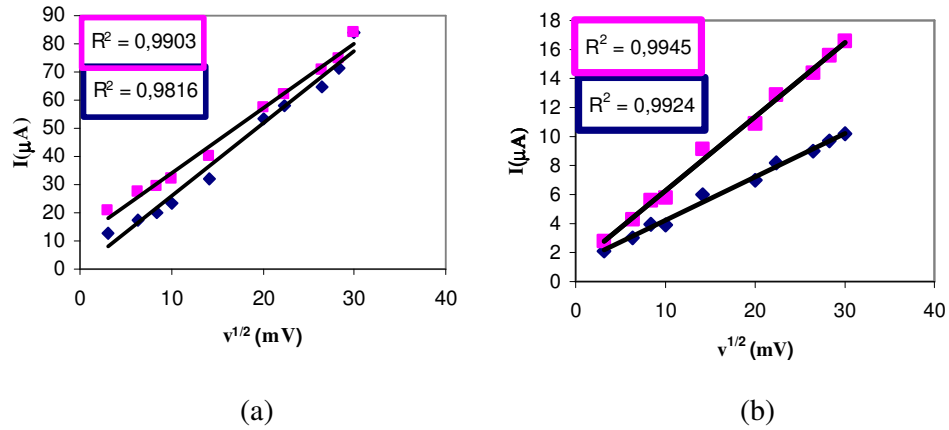 90
80
70
60
50
40
30
20
10
0
I(μA)
R² = 0,9903
R² = 0,9816
0 10 20 30 40
v^{1/2} (mV)
(a)
18
16
14
12
10
8
6
4
2
0
I(μA)
R² = 0,9945
R² = 0,9924
0 10 20 30 40
v^{1/2} (mV)
(b)